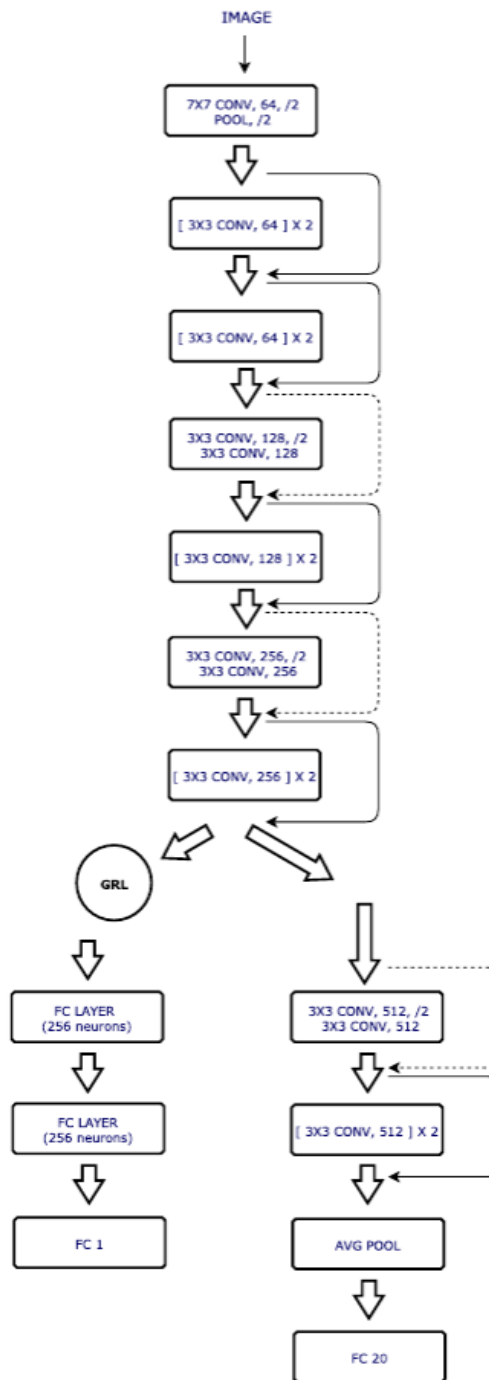 IMAGE
7X7 CONV, 64, /2
POOL, /2
[ 3X3 CONV, 64 ] X 2
[ 3X3 CONV, 64 ] X 2
3X3 CONV, 128, /2
3X3 CONV, 128
[ 3X3 CONV, 128 ] X 2
3X3 CONV, 256, /2
3X3 CONV, 256
[ 3X3 CONV, 256 ] X 2
GRL
FC LAYER
(256 neurons)
FC LAYER
(256 neurons)
FC 1
3X3 CONV, 512, /2
3X3 CONV, 512
[ 3X3 CONV, 512 ] X 2
AVG POOL
FC 20